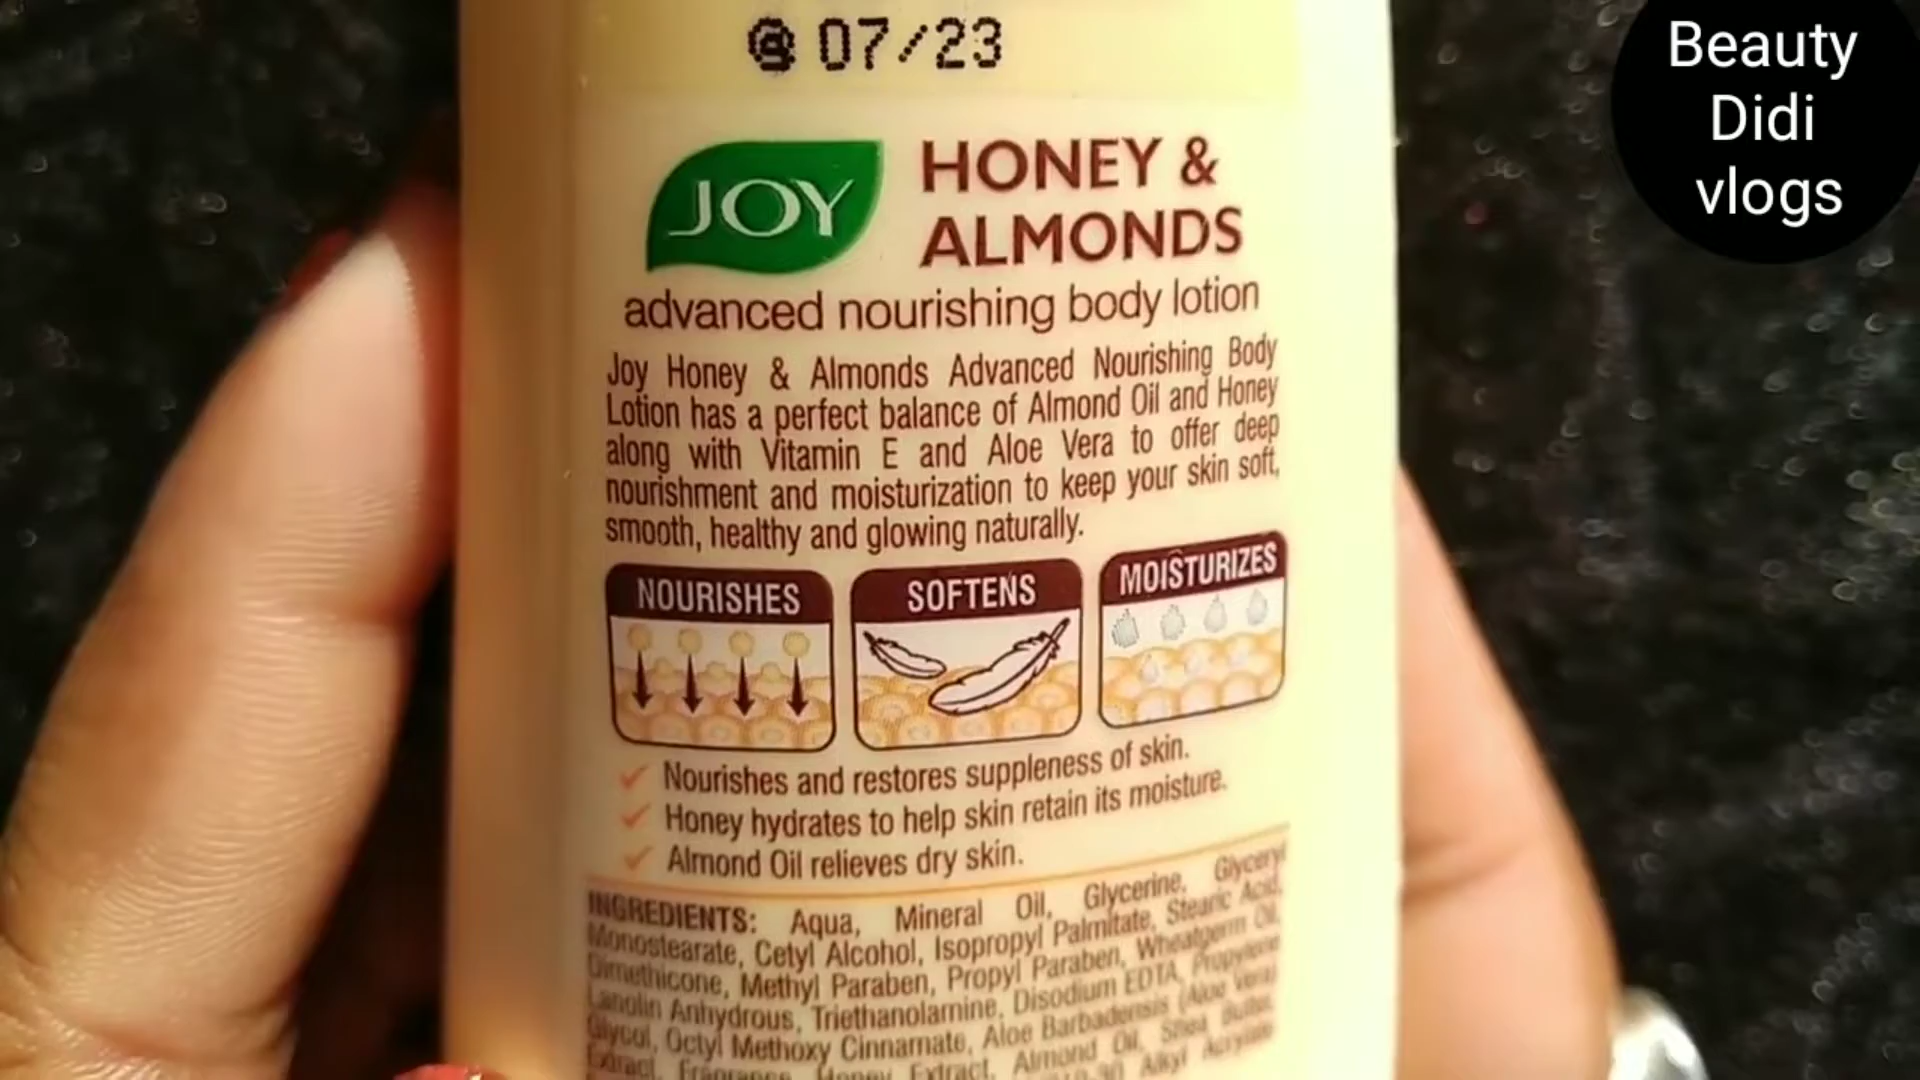 @ 07/23
Beauty
Didi
vlogs
JOY
HONEY &
ALMONDS
advanced nourishing body lotion
Joy Honey & Almonds Advanced Nourishing Body
Lotion has a perfect balance of Almond Oil and Honey
along with Vitamin E and Aloe Vera to offer deep
nourishment and moisturization to keep your skin soft,
smooth, healthy and glowing naturally.
NOURISHES
SOFTENS
MOISTURIZES
Nourishes and restores suppleness of skin.
Honey hydrates to help skin retain its moisture.
Almond Oil relieves dry skin.
INGREDIENTS: Aqua, Mineral Oil, Glycerine, Glyceryl
Monostearate, Cetyl Alcohol, Isopropyl Palmitate, Stearic Acid,
Dimethicone, Methyl Paraben, Propyl Paraben, Wheatgerm Oil,
Lanolin Anhydrous, Triethanolamine, Disodium EDTA, Propylene
Glycol, Octyl Methoxy Cinnamate, Aloe Barbadensis (Aloe Vera)
Extract, Fragrance, Honey Extract, Almond Oil, Shea Butter,
Alkyl Acrylate